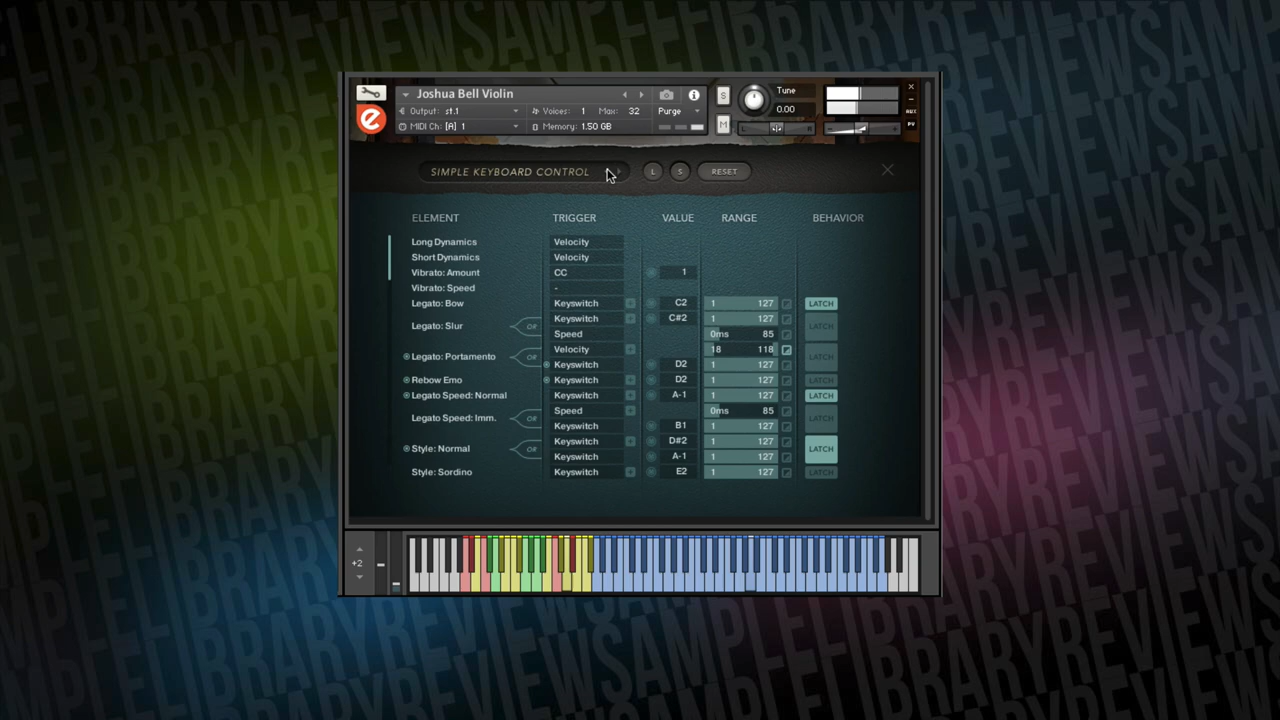 Joshua Bell Violin
Output: st.1 Voices: 1 Max: 32 Purge
MIDI Ch: [A] 1 Memory: 1.50 GB
S
M
Tune
0.00
AUX
PV
e
SIMPLE KEYBOARD CONTROL L S RESET
ELEMENT TRIGGER VALUE RANGE BEHAVIOR
Long Dynamics Velocity
Short Dynamics Velocity
Vibrato: Amount CC 1
Vibrato: Speed -
Legato: Bow Keyswitch C2 1 127 LATCH
Legato: Slur OR Keyswitch C#2 1 127 LATCH
Speed 0ms 85
Legato: Portamento OR Velocity 18 118 LATCH
Keyswitch D2 1 127
Rebow Emo Keyswitch D2 1 127 LATCH
Legato Speed: Normal Keyswitch A-1 1 127 LATCH
Legato Speed: Imm. OR Speed 0ms 85 LATCH
Keyswitch B1 1 127
Style: Normal OR Keyswitch D#2 1 127 LATCH
Keyswitch A-1 1 127
Style: Sordino Keyswitch E2 1 127 LATCH
+2
SAMPLELIBRARYREVIEW